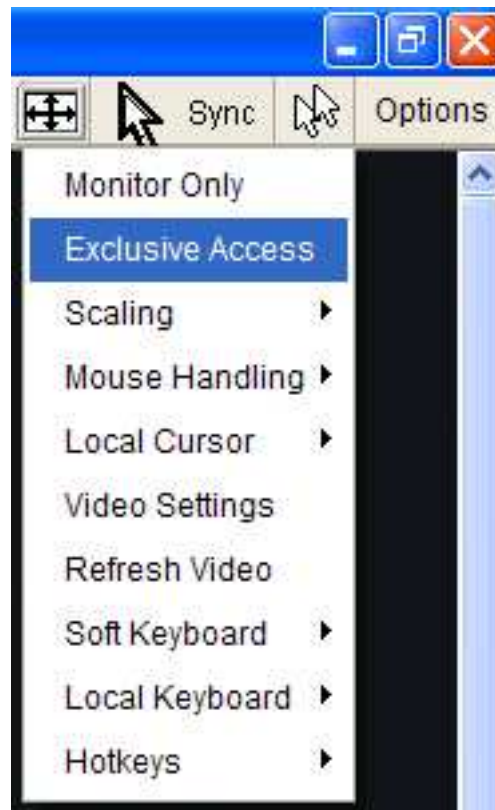 Sync Options
Monitor Only
Exclusive Access
Scaling
Mouse Handling
Local Cursor
Video Settings
Refresh Video
Soft Keyboard
Local Keyboard
Hotkeys